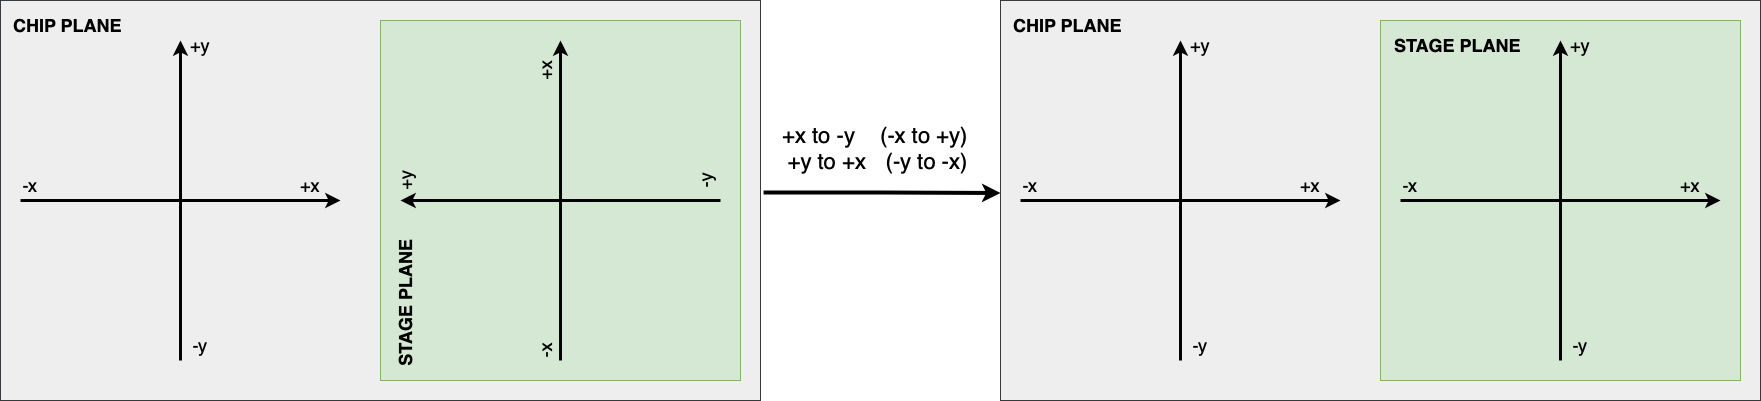 CHIP PLANE
+y
-x
+x
-y
+x
+y
-y
-x
STAGE PLANE
+x to -y (-x to +y)
+y to +x (-y to -x)
CHIP PLANE
+y
-x
+x
-y
STAGE PLANE
+y
-x
+x
-y